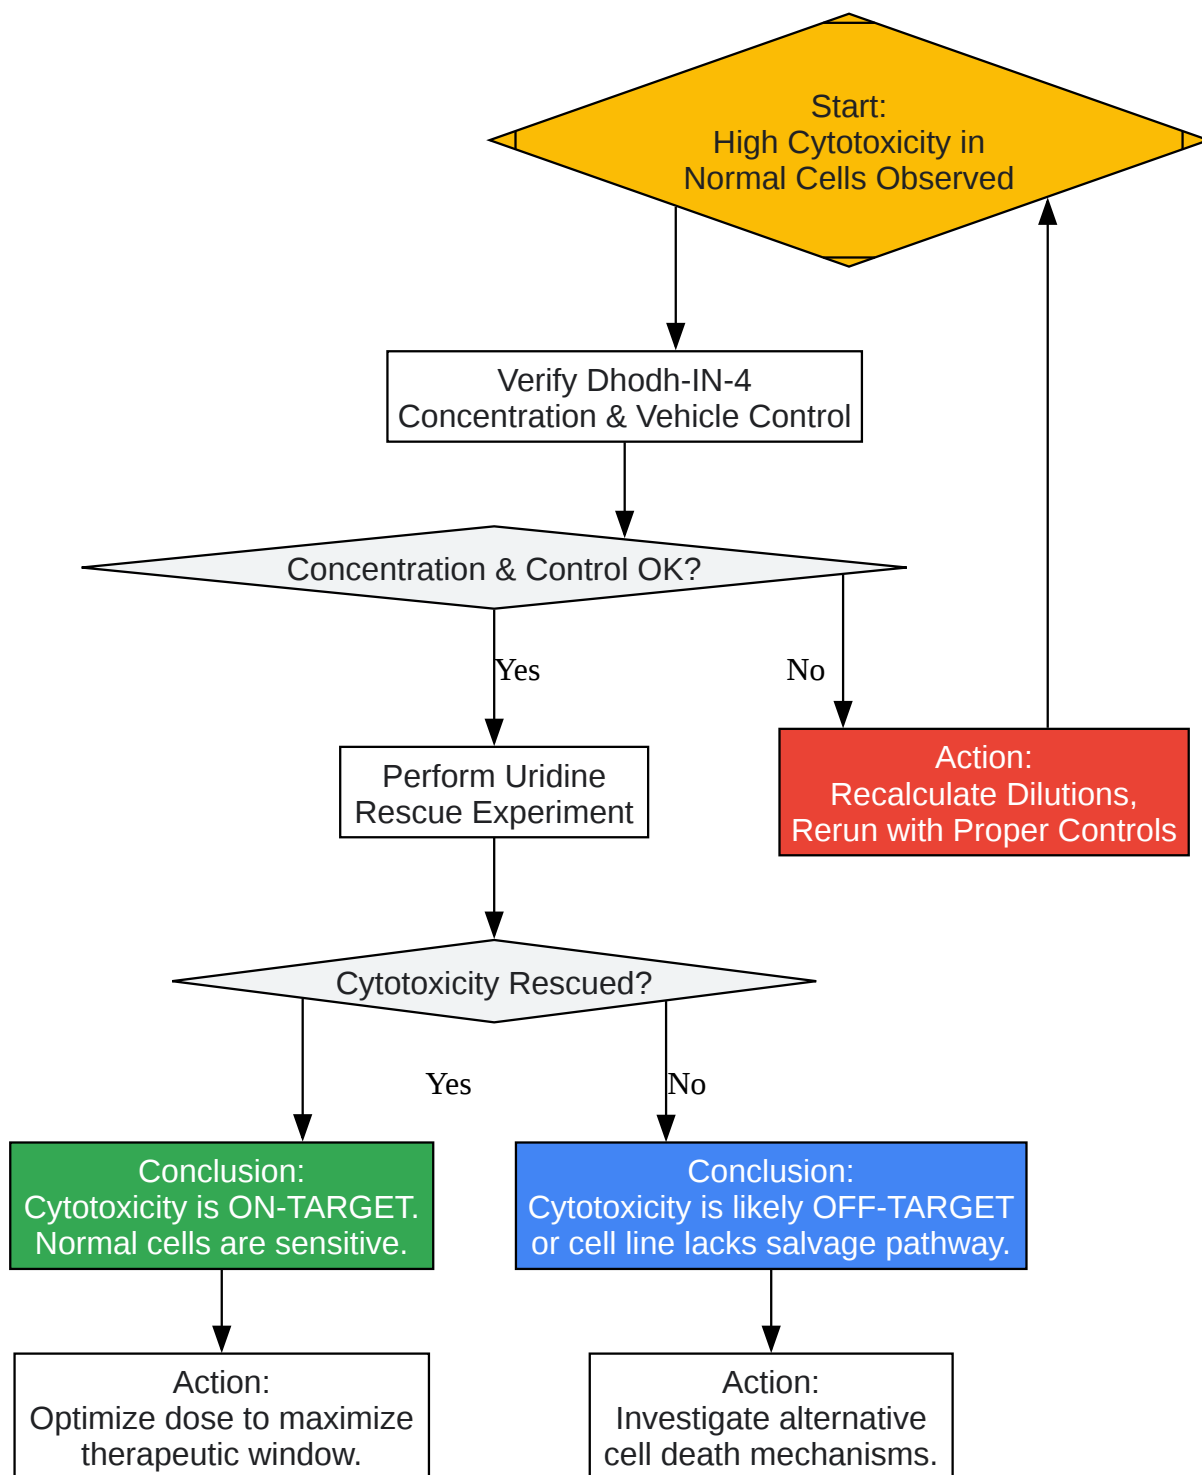 Start:
High Cytotoxicity in
Normal Cells Observed
Verify Dhodh-IN-4
Concentration & Vehicle Control
Concentration & Control OK?
Yes
No
Perform Uridine
Rescue Experiment
Action:
Recalculate Dilutions,
Rerun with Proper Controls
Cytotoxicity Rescued?
Yes
No
Conclusion:
Cytotoxicity is ON-TARGET.
Normal cells are sensitive.
Conclusion:
Cytotoxicity is likely OFF-TARGET
or cell line lacks salvage pathway.
Action:
Optimize dose to maximize
therapeutic window.
Action:
Investigate alternative
cell death mechanisms.